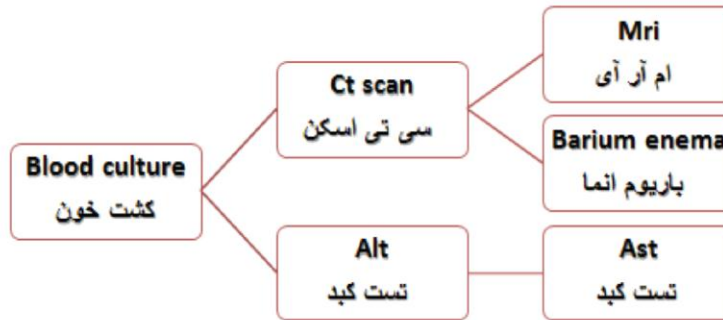 Blood culture
کشت خون
Ct scan
سی تی اسکن
Mri
ام آر آی
Barium enema
باریوم انما
Alt
تست کبد
Ast
تست کبد